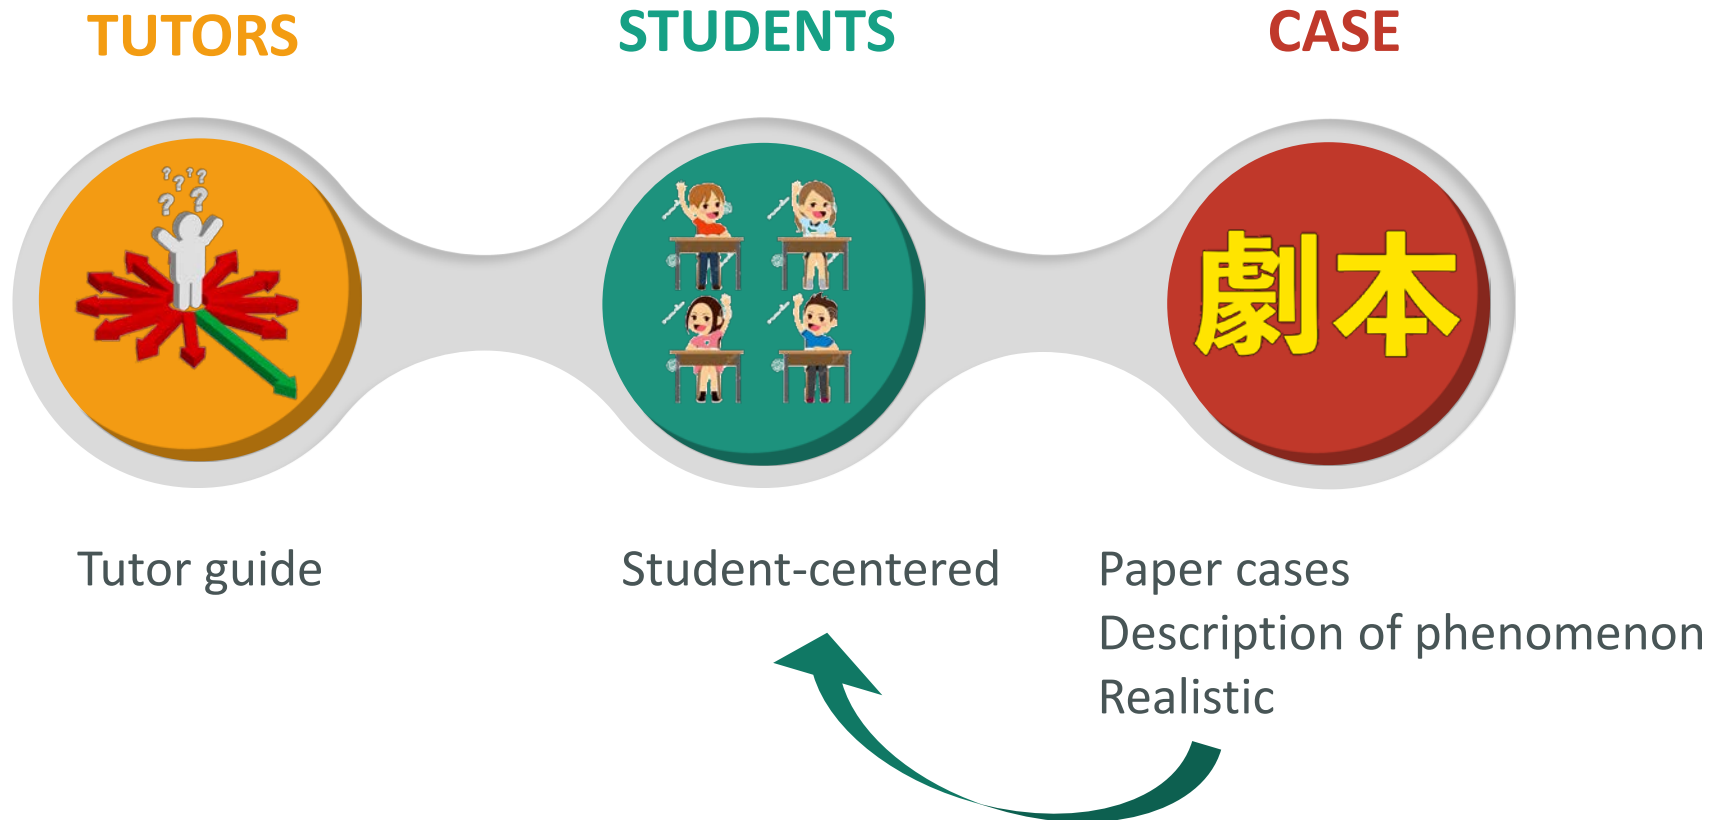 TUTORS
STUDENTS
CASE
? ? ? ?
? ?
? ?
劇本
Tutor guide
Student-centered
Paper cases
Description of phenomenon
Realistic